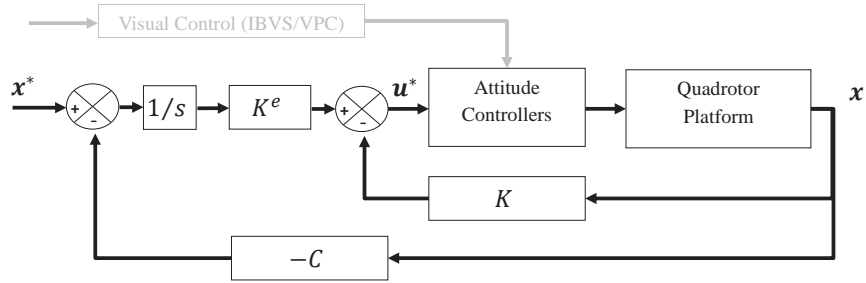 Visual Control (IBVS/VPC)
x*
+
-
1/s
K^e
+
-
u*
Attitude
Controllers
Quadrotor
Platform
x
K
−C